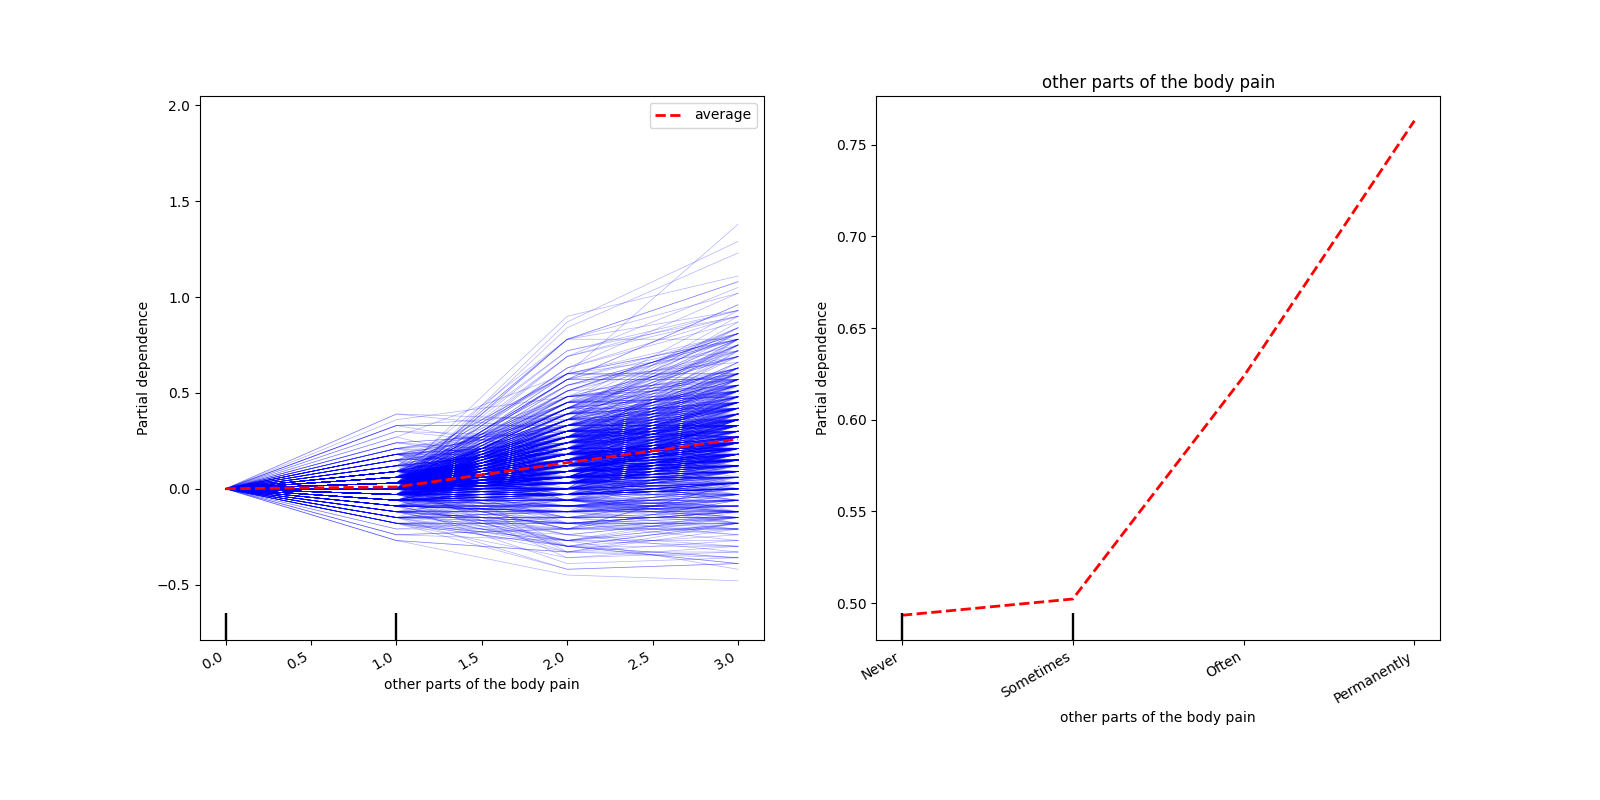 other parts of the body pain
average
2.0
1.5
1.0
0.5
0.0
−0.5
Partial dependence
0.0
0.5
1.0
1.5
2.0
2.5
3.0
other parts of the body pain
0.75
0.70
0.65
0.60
0.55
0.50
Partial dependence
Never
Sometimes
Often
Permanently
other parts of the body pain